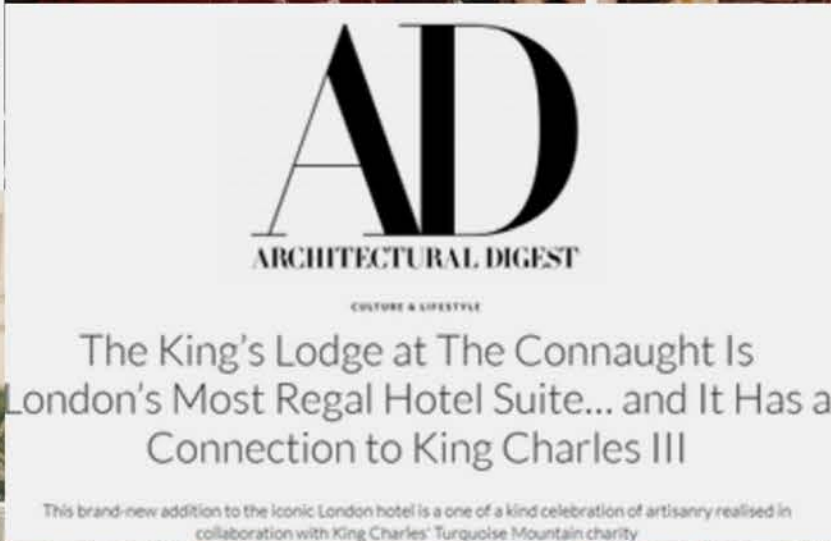 AD
ARCHITECTURAL DIGEST
CULTURE & LIFESTYLE
The King's Lodge at The Connaught Is
London's Most Regal Hotel Suite... and It Has a
Connection to King Charles III
This brand-new addition to the iconic London hotel is a one of a kind celebration of artisanry realised in
collaboration with King Charles' Turquoise Mountain charity